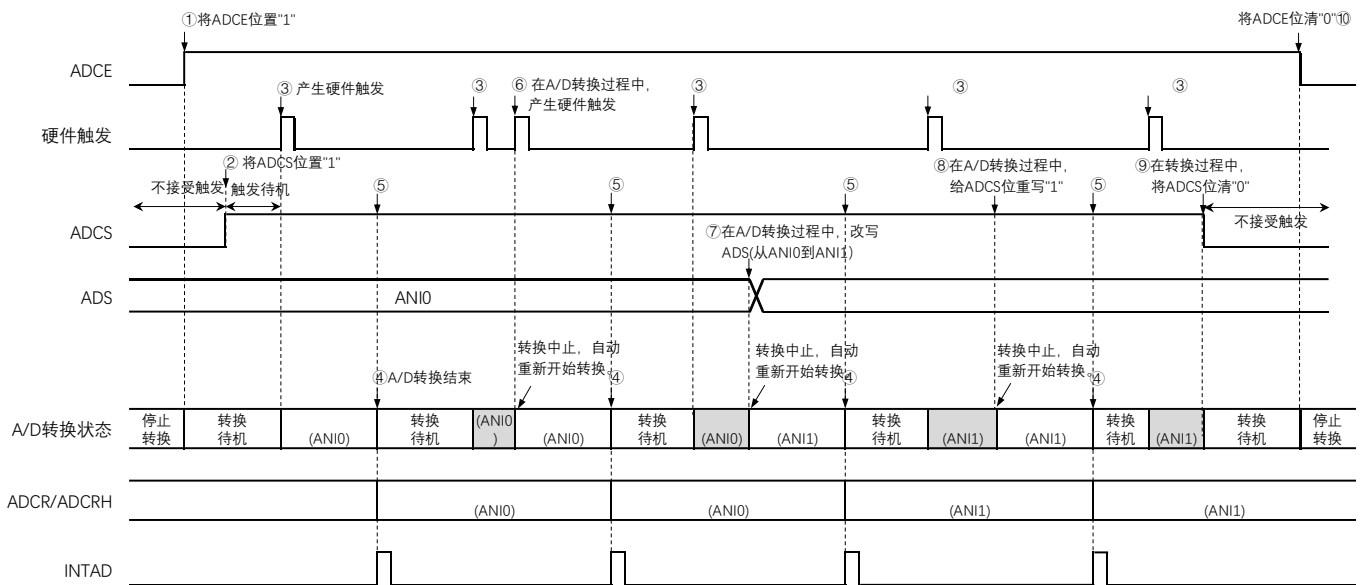 ①将ADCE位置"1"
将ADCE位清"0"⑩
ADCE
③ 产生硬件触发
③
⑥ 在A/D转换过程中，
产生硬件触发
③
③
③
硬件触发
② 将ADCS位置"1"
不接受触发
触发待机
⑤
⑤
⑤
⑧在A/D转换过程中，
给ADCS位重写"1"
⑤
⑨在转换过程中，
将ADCS位清"0"
不接受触发
ADCS
⑦在A/D转换过程中，改写
ADS(从ANI0到ANI1)
ADS
ANI0
转换中止，自动
重新开始转换。
转换中止，自动
重新开始转换。
转换中止，自动
重新开始转换。
④A/D转换结束
④
④
④
A/D转换状态
停止
转换
转换
待机
(ANI0)
转换
待机
(ANI0
)
(ANI0)
转换
待机
(ANI0)
(ANI1)
转换
待机
(ANI1)
(ANI1)
转换
待机
(ANI1)
转换
待机
停止
转换
ADCR/ADCRH
(ANI0)
(ANI0)
(ANI1)
(ANI1)
INTAD